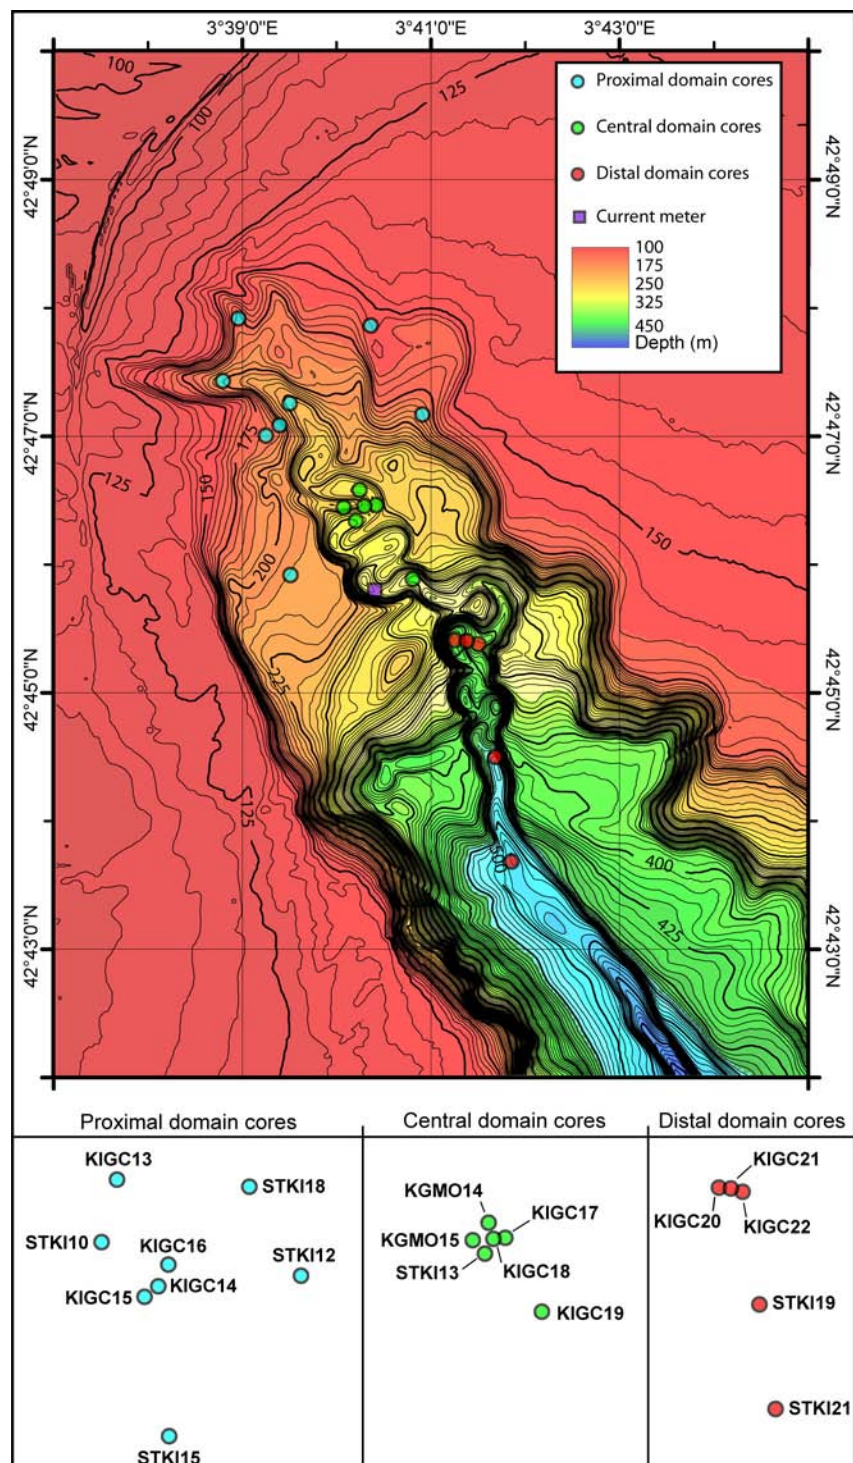 3°39'0"E 3°41'0"E 3°43'0"E
100
100
125
Proximal domain cores
Central domain cores
Distal domain cores
Current meter
100
175
250
325
450
Depth (m)
42°49'0"N
42°49'0"N
42°47'0"N
42°47'0"N
175
150
125
200
150
42°45'0"N
42°45'0"N
225
125
500
400
425
42°43'0"N
42°43'0"N
Proximal domain cores
KIGC13
STKI18
STKI10
KIGC16
STKI12
KIGC14
KIGC15
STKI15
Central domain cores
KGMO14
KIGC17
KGMO15
STKI13
KIGC18
KIGC19
Distal domain cores
KIGC21
KIGC20
KIGC22
STKI19
STKI21